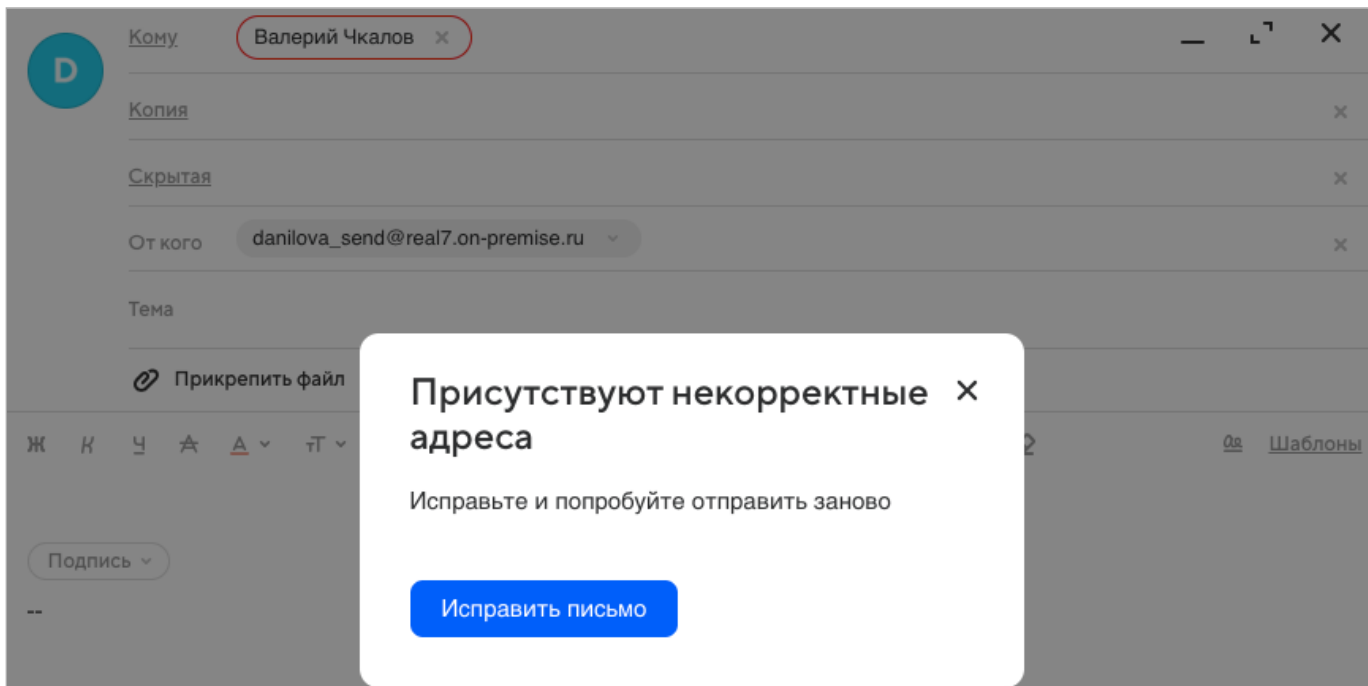 D
Кому Валерий Чкалов
Копия
Скрытая
От кого danilova_send@real7.on-premise.ru
Тема
Прикрепить файл
Присутствуют некорректные
адреса
Ж К Ч А А тТ Шаблоны
Исправьте и попробуйте отправить заново
Подпись
--
Исправить письмо